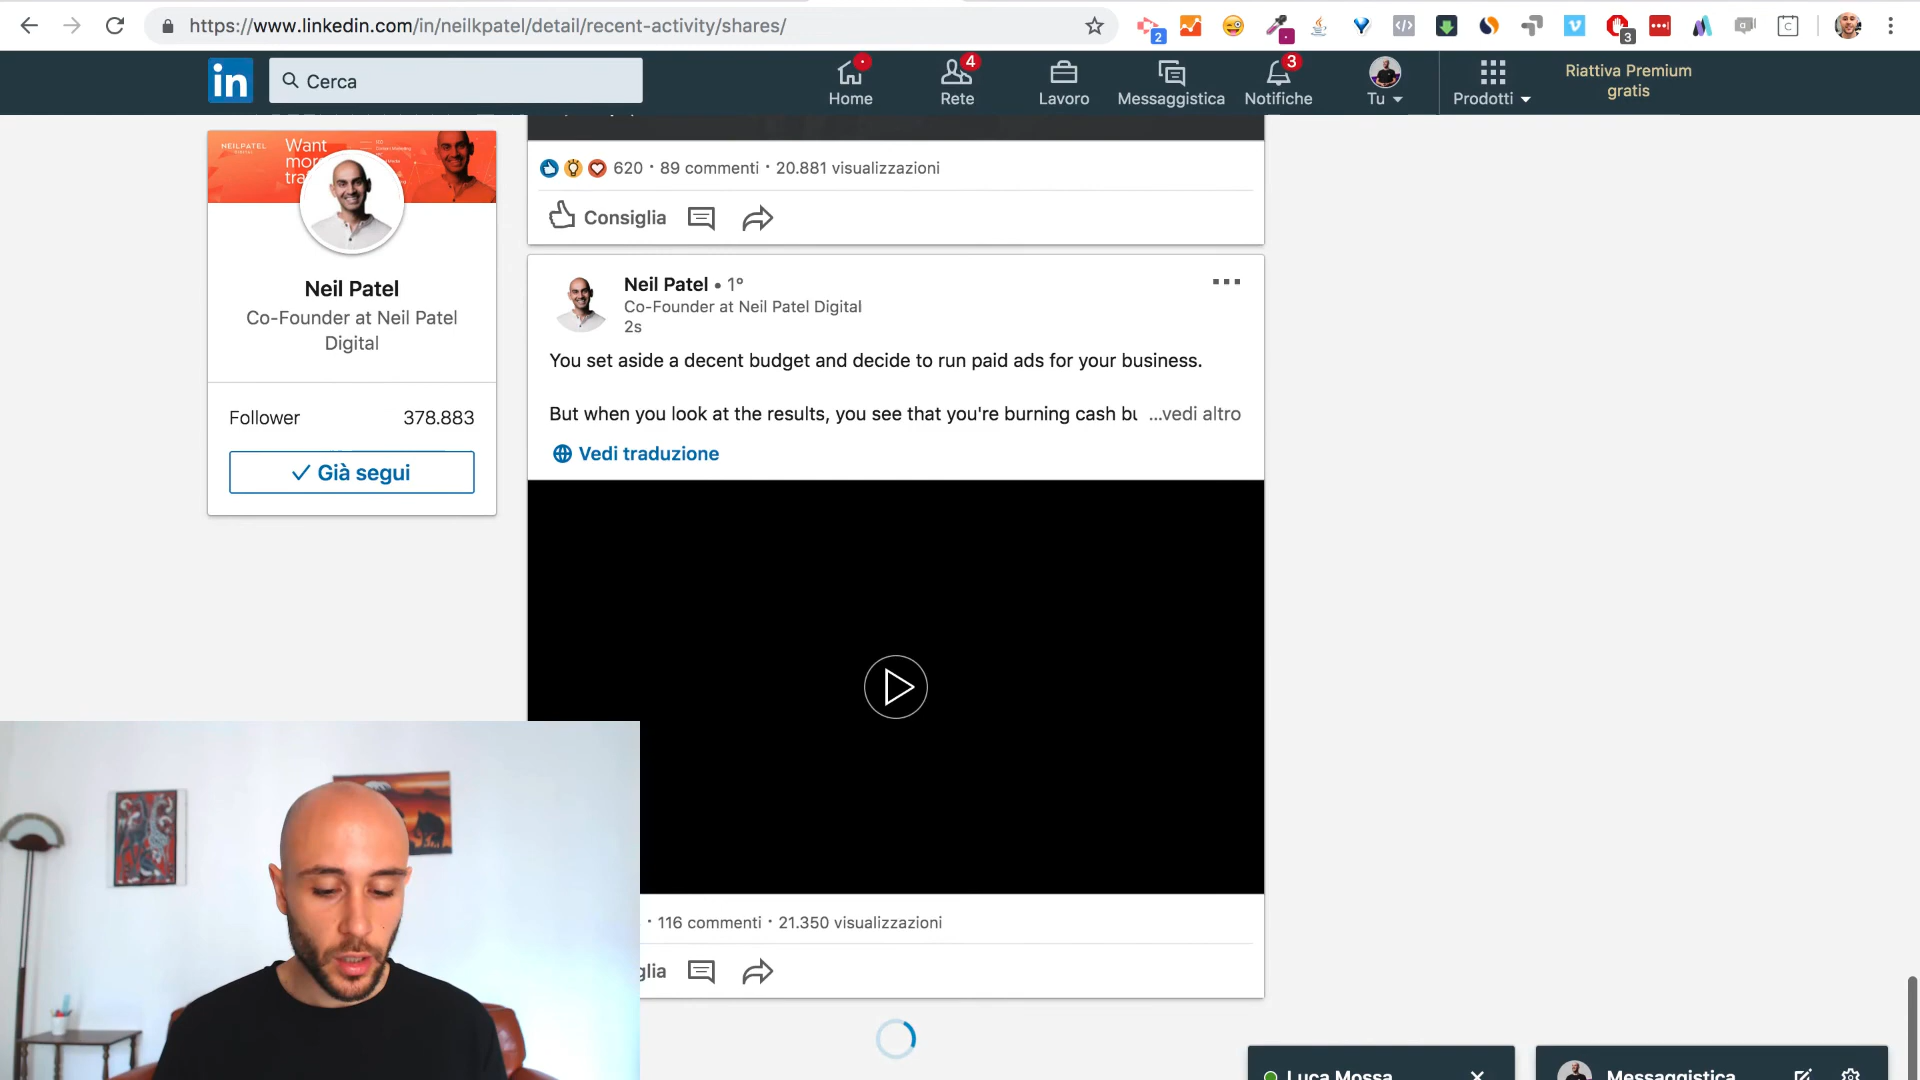 https://www.linkedin.com/in/neilkpatel/detail/recent-activity/shares/
2
3
in
Cerca
Home
4
Rete
Lavoro
Messaggistica
3
Notifiche
Tu
Prodotti
Riattiva Premium
gratis
NEILPATEL
Want
Neil Patel
Co-Founder at Neil Patel
Digital
Follower 378.883
Già segui
620 · 89 commenti · 20.881 visualizzazioni
Consiglia
Neil Patel • 1°
Co-Founder at Neil Patel Digital
2s
You set aside a decent budget and decide to run paid ads for your business.
But when you look at the results, you see that you're burning cash bu ...vedi altro
Vedi traduzione
· 116 commenti · 21.350 visualizzazioni
glia
Luca Mossa
Messaggistica